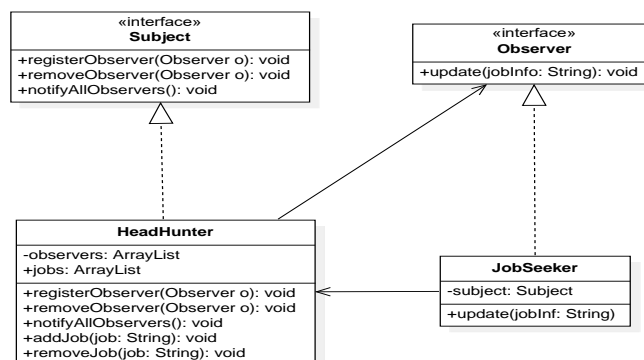 «interface»
Subject
+registerObserver(Observer o): void
+removeObserver(Observer o): void
+notifyAllObservers(): void
«interface»
Observer
+update(jobInfo: String): void
HeadHunter
-observers: ArrayList
+jobs: ArrayList
+registerObserver(Observer o): void
+removeObserver(Observer o): void
+notifyAllObservers(): void
+addJob(job: String): void
+removeJob(job: String): void
JobSeeker
-subject: Subject
+update(jobInf: String)